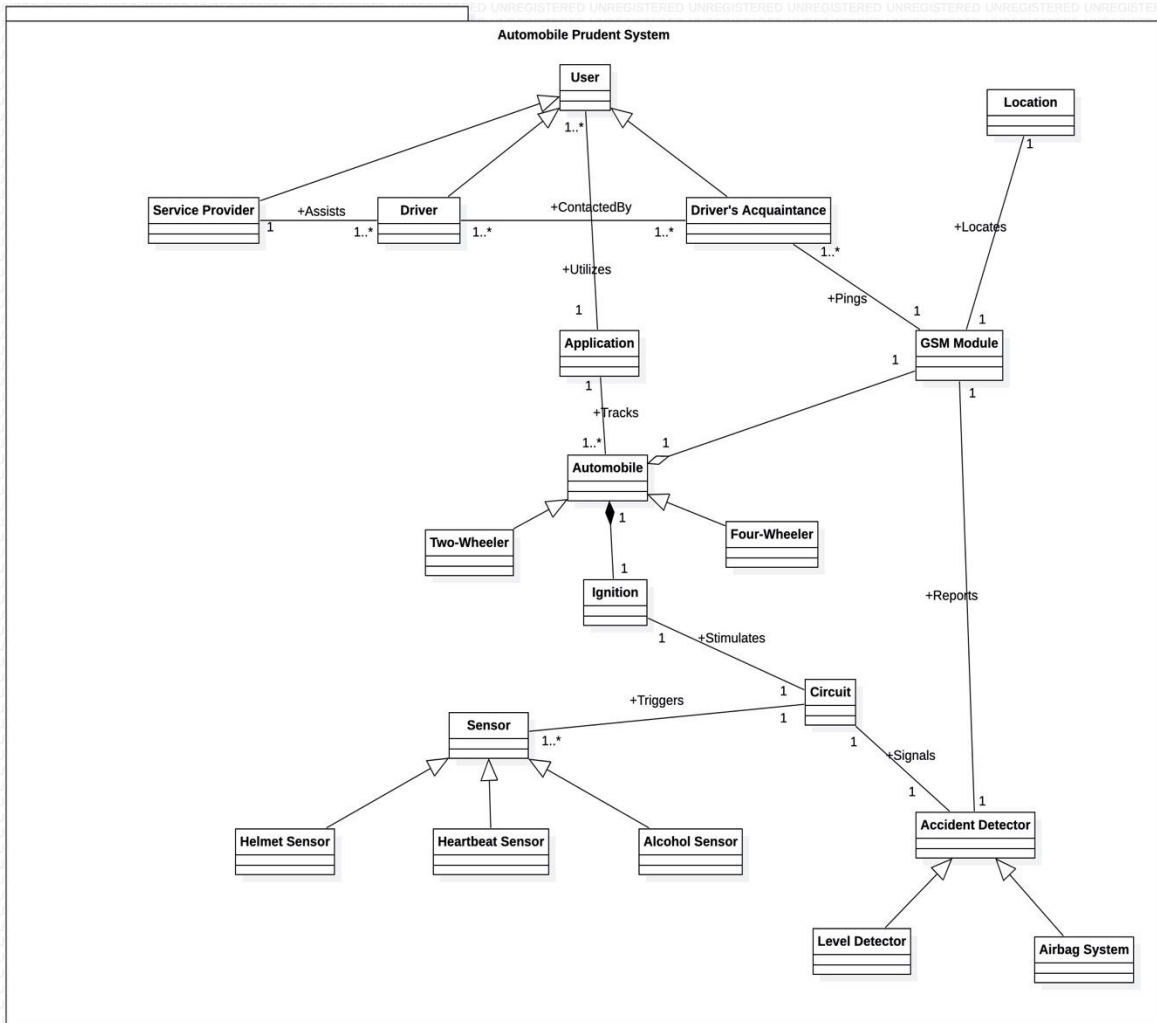 UNREGISTERED UNREGISTERED UNREGISTERED UNREGISTERED UNREGISTERED
Automobile Prudent System
User
Location
1..*
1
Service Provider
+Assists
Driver
+ContactedBy
Driver's Acquaintance
1
1..*
1..*
1..*
1..*
+Locates
+Utilizes
+Pings
1
1
1
Application
GSM Module
1
1
1
+Tracks
1..*
1
Automobile
1
Two-Wheeler
Four-Wheeler
1
Ignition
+Reports
1
+Stimulates
1
Circuit
+Triggers
1
Sensor
1..*
1
+Signals
1
1
Helmet Sensor
Heartbeat Sensor
Alcohol Sensor
Accident Detector
Level Detector
Airbag System